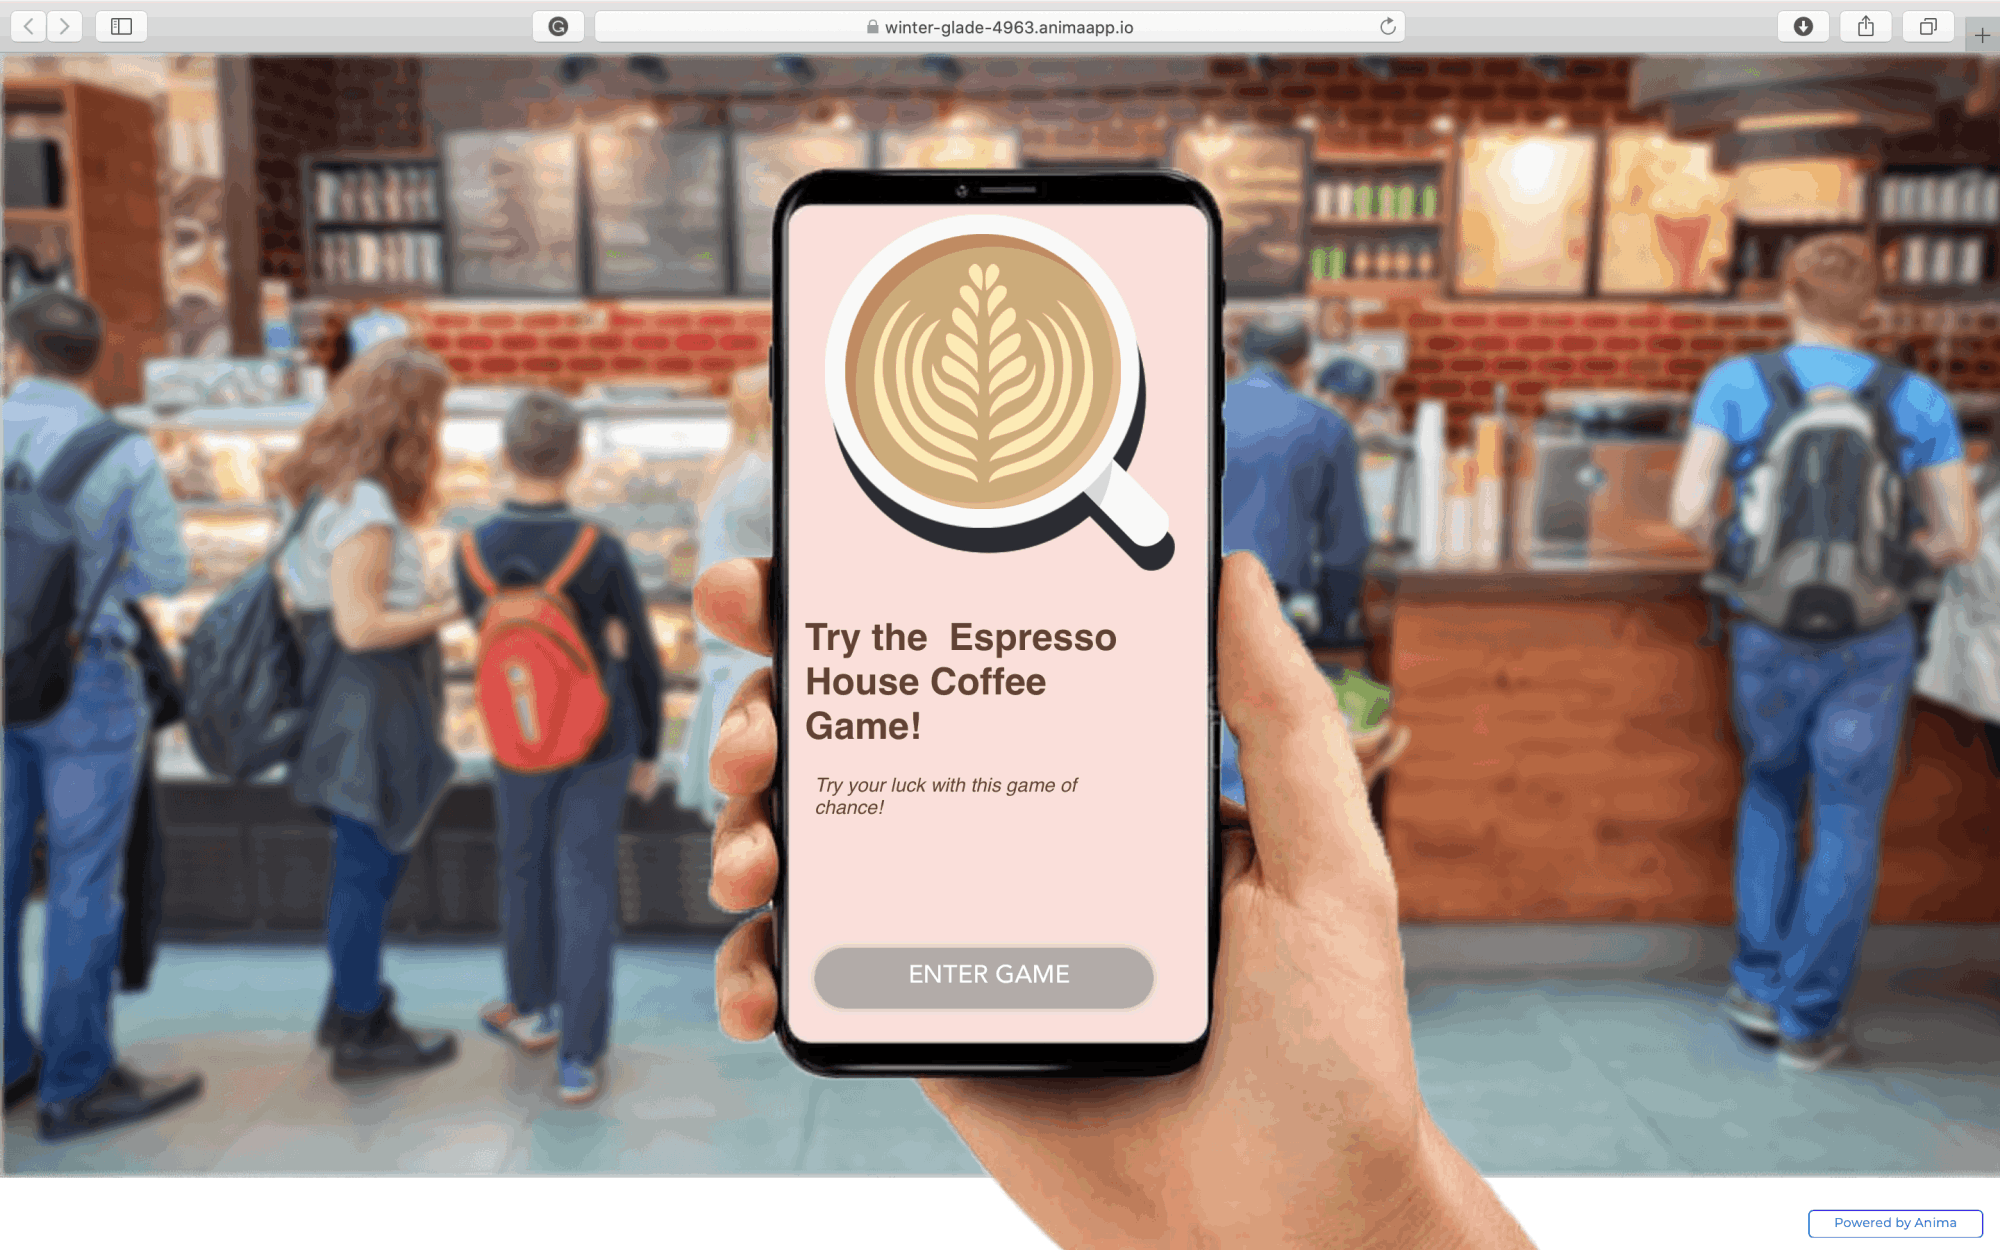 winter-glade-4963.animaapp.io
Try the  Espresso
House Coffee
Game!
Try your luck with this game of
chance!
ENTER GAME
Powered by Anima